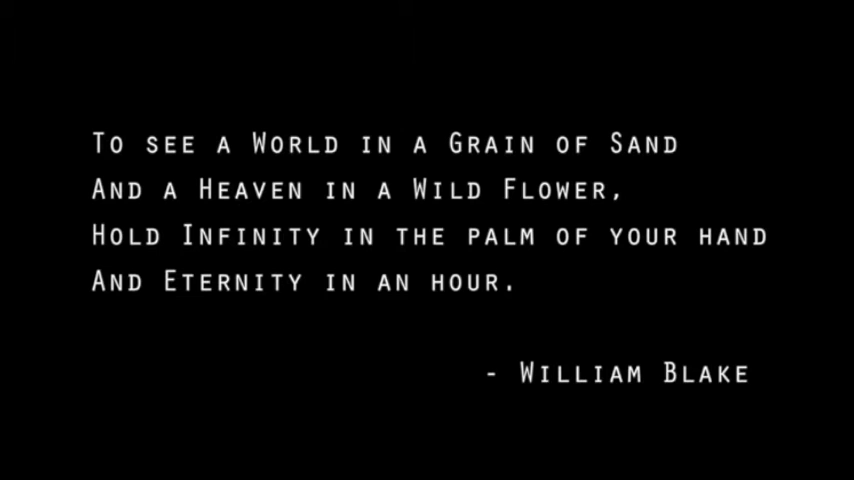 To see a World in a Grain of Sand
And a Heaven in a Wild Flower,
Hold Infinity in the palm of your hand
And Eternity in an hour.
- William Blake